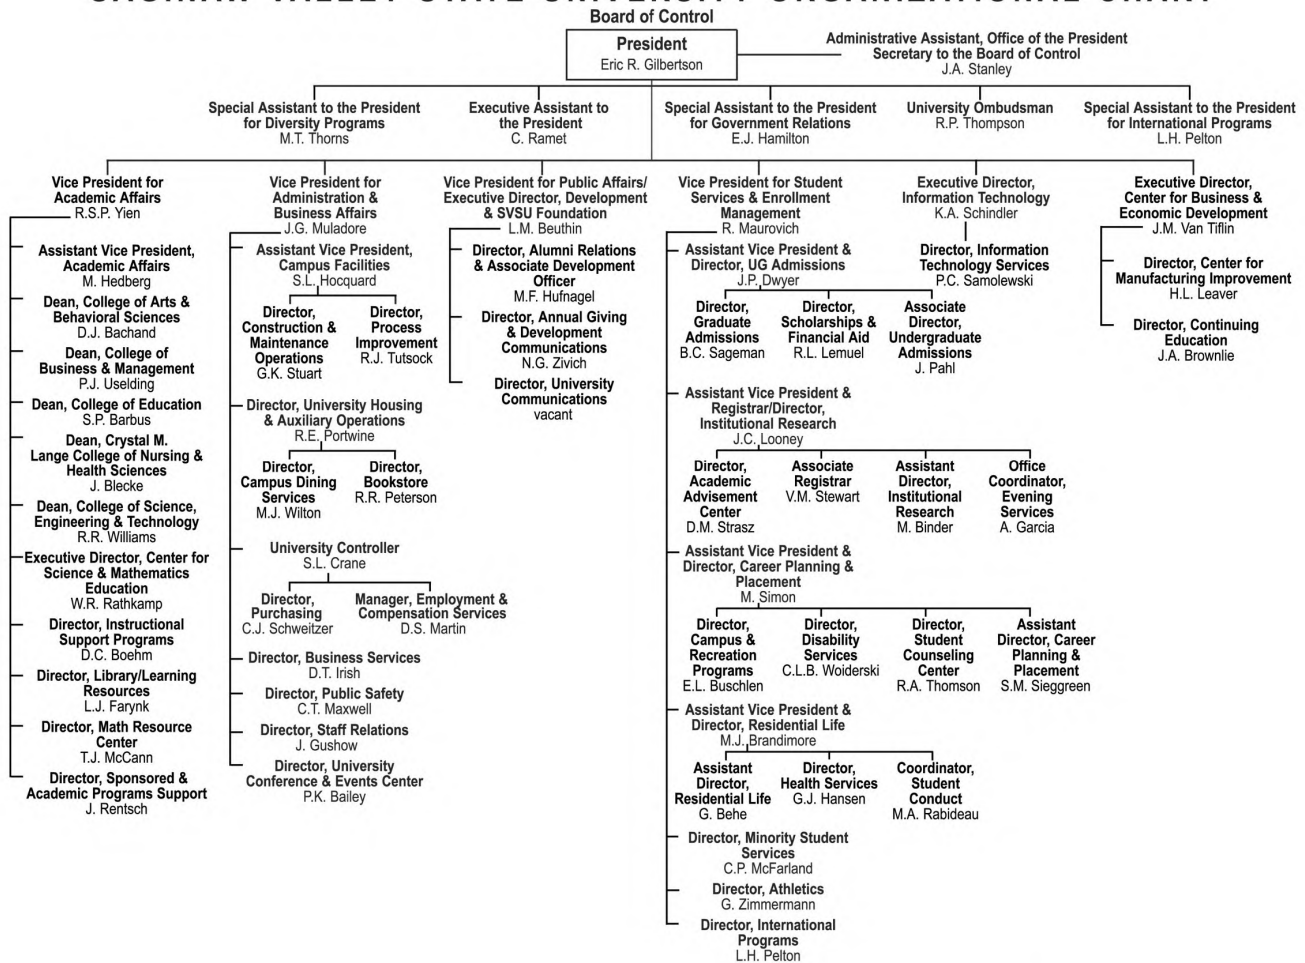 SAGINAW VALLEY STATE UNIVERSITY ORGANIZATIONAL CHART
Board of Control
President
Eric R. Gilbertson
Administrative Assistant, Office of the President
Secretary to the Board of Control
J.A. Stanley
Special Assistant to the President
for Diversity Programs
M.T. Thorns
Executive Assistant to
the President
C. Ramet
Special Assistant to the President
for Government Relations
E.J. Hamilton
University Ombudsman
R.P. Thompson
Special Assistant to the President
for International Programs
L.H. Pelton
Vice President for
Academic Affairs
R.S.P. Yien
Assistant Vice President,
Academic Affairs
M. Hedberg
Dean, College of Arts &
Behavioral Sciences
D.J. Bachand
Dean, College of
Business & Management
P.J. Uselding
Dean, College of Education
S.P. Barbus
Dean, Crystal M.
Lange College of Nursing &
Health Sciences
J. Blecke
Dean, College of Science,
Engineering & Technology
R.R. Williams
Executive Director, Center for
Science & Mathematics
Education
W.R. Rathkamp
Director, Instructional
Support Programs
D.C. Boehm
Director, Library/Learning
Resources
L.J. Farynk
Director, Math Resource
Center
T.J. McCann
Director, Sponsored &
Academic Programs Support
J. Rentsch
Vice President for
Administration &
Business Affairs
J.G. Muladore
Assistant Vice President,
Campus Facilities
S.L. Hocquard
Director,
Construction &
Maintenance
Operations
G.K. Stuart
Director,
Process
Improvement
R.J. Tutsock
Director, University Housing
& Auxiliary Operations
R.E. Portwine
Director,
Campus Dining
Services
M.J. Wilton
Director,
Bookstore
R.R. Peterson
University Controller
S.L. Crane
Director,
Purchasing
C.J. Schweitzer
Manager, Employment &
Compensation Services
D.S. Martin
Director, Business Services
D.T. Irish
Director, Public Safety
C.T. Maxwell
Director, Staff Relations
J. Gushow
Director, University
Conference & Events Center
P.K. Bailey
Vice President for Public Affairs/
Executive Director, Development
& SVSU Foundation
L.M. Beuthin
Director, Alumni Relations
& Associate Development
Officer
M.F. Hufnagel
Director, Annual Giving
& Development
Communications
N.G. Zivich
Director, University
Communications
vacant
Vice President for Student
Services & Enrollment
Management
R. Maurovich
Assistant Vice President &
Director, UG Admissions
J.P. Dwyer
Director,
Graduate
Admissions
B.C. Sageman
Director,
Scholarships &
Financial Aid
R.L. Lemuel
Associate
Director,
Undergraduate
Admissions
J. Pahl
Assistant Vice President &
Registrar/Director,
Institutional Research
J.C. Looney
Director,
Academic
Advisement
Center
D.M. Strasz
Associate
Registrar
V.M. Stewart
Assistant
Director,
Institutional
Research
M. Binder
Office
Coordinator,
Evening
Services
A. Garcia
Assistant Vice President &
Director, Career Planning &
Placement
M. Simon
Director,
Campus &
Recreation
Programs
E.L. Buschlen
Director,
Disability
Services
C.L.B. Woiderski
Director,
Student
Counseling
Center
R.A. Thomson
Assistant
Director, Career
Planning &
Placement
S.M. Sieggreen
Assistant Vice President &
Director, Residential Life
M.J. Brandimore
Assistant
Director,
Residential Life
G. Behe
Director,
Health Services
G.J. Hansen
Coordinator,
Student
Conduct
M.A. Rabideau
Director, Minority Student
Services
C.P. McFarland
Director, Athletics
G. Zimmermann
Director, International
Programs
L.H. Pelton
Executive Director,
Information Technology
K.A. Schindler
Director, Information
Technology Services
P.C. Samolewski
Executive Director,
Center for Business &
Economic Development
J.M. Van Tiflin
Director, Center for
Manufacturing Improvement
H.L. Leaver
Director, Continuing
Education
J.A. Brownlie